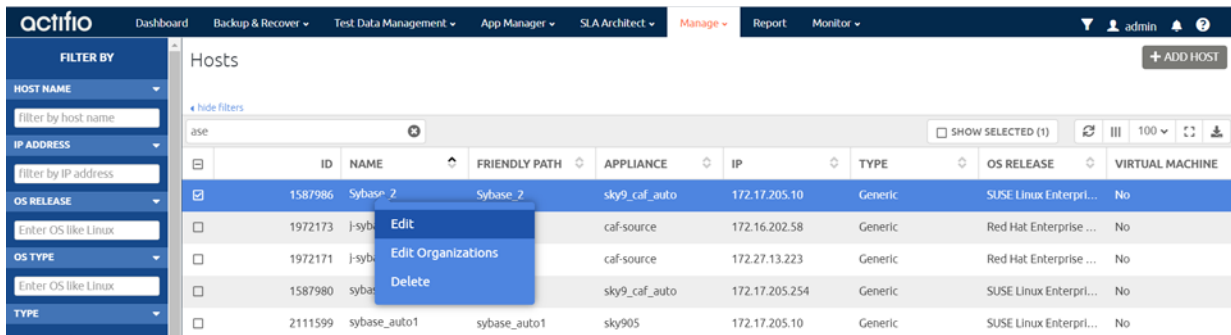 actifio Dashboard Backup & Recover Test Data Management App Manager SLA Architect Manage Report Monitor admin
FILTER BY
HOST NAME
filter by host name
IP ADDRESS
filter by IP address
OS RELEASE
Enter OS like Linux
OS TYPE
Enter OS like Linux
TYPE
Hosts
+ ADD HOST
hide filters
ase SHOW SELECTED (1) 100
ID NAME FRIENDLY PATH APPLIANCE IP TYPE OS RELEASE VIRTUAL MACHINE
1587986 Sybase_2 Sybase_2 sky9_caf_auto 172.17.205.10 Generic SUSE Linux Enterpri... No
1972173 j-syba caf-source 172.16.202.58 Generic Red Hat Enterprise ... No
1972171 j-syba caf-source 172.27.13.223 Generic Red Hat Enterprise ... No
1587980 sybas sky9_caf_auto 172.17.205.254 Generic SUSE Linux Enterpri... No
2111599 sybase_auto1 sybase_auto1 sky905 172.17.205.10 Generic SUSE Linux Enterpri... No
Edit
Edit Organizations
Delete